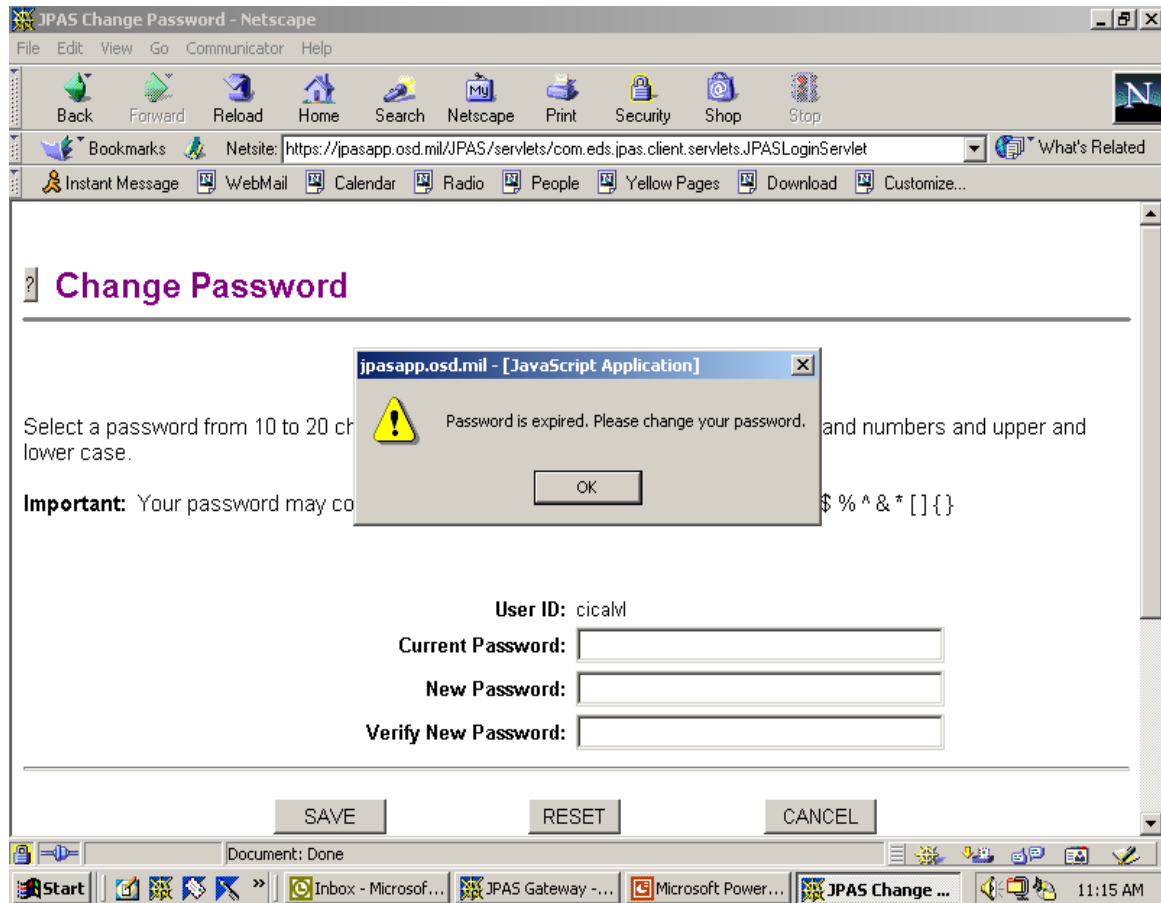 JPAS Change Password - Netscape
File Edit View Go Communicator Help
Back Forward Reload Home Search Netscape Print Security Shop Stop
My
N
Bookmarks Netsite: https://jpasapp.osd.mil/JPAS/servlets/com.eds.jpas.client.servlets.JPASLoginServlet What's Related
Instant Message WebMail Calendar Radio People Yellow Pages Download Customize...
? Change Password
jpasapp.osd.mil - [JavaScript Application]
Password is expired. Please change your password.
OK
Select a password from 10 to 20 ch and numbers and upper and
lower case.
Important: Your password may co $ % ^ & * [ ] { }
User ID: cicalvl
Current Password:
New Password:
Verify New Password:
SAVE RESET CANCEL
Document: Done
Start » Inbox - Microsof... JPAS Gateway -... Microsoft Power... JPAS Change ... 11:15 AM